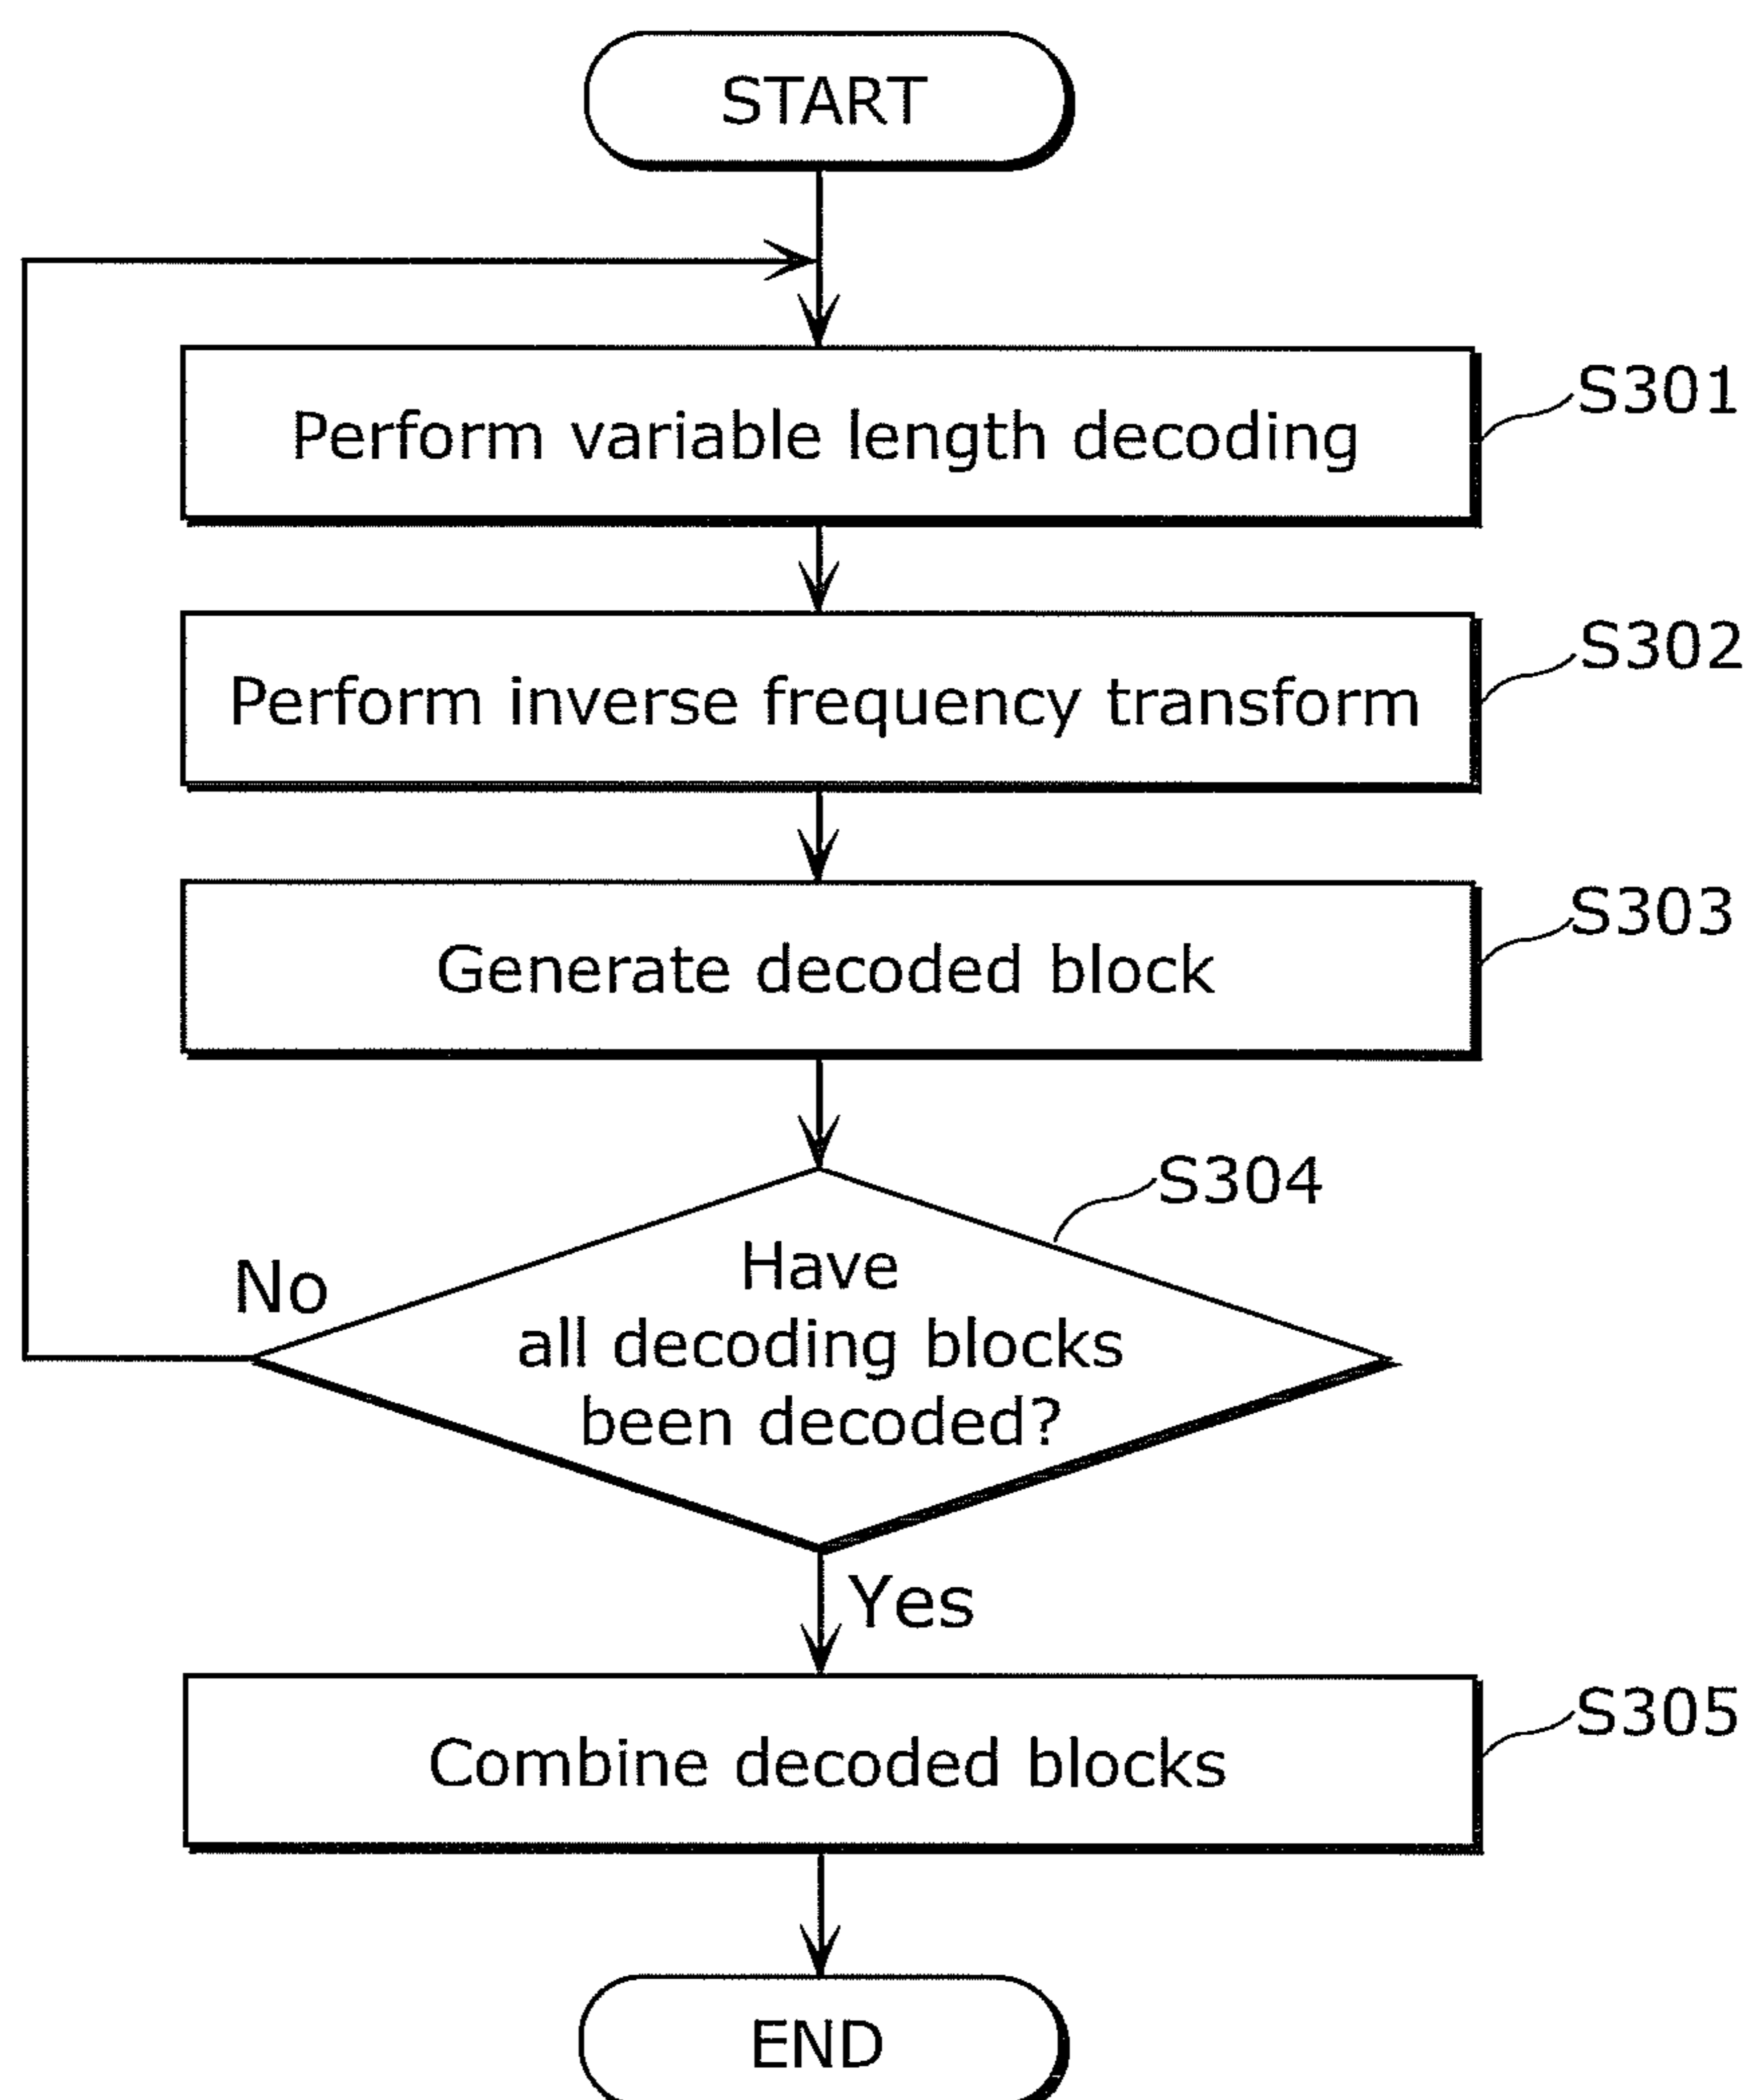 START
Perform variable length decoding
S301
Perform inverse frequency transform
S302
Generate decoded block
S303
S304
Have
all decoding blocks
been decoded?
No
Yes
Combine decoded blocks
S305
END